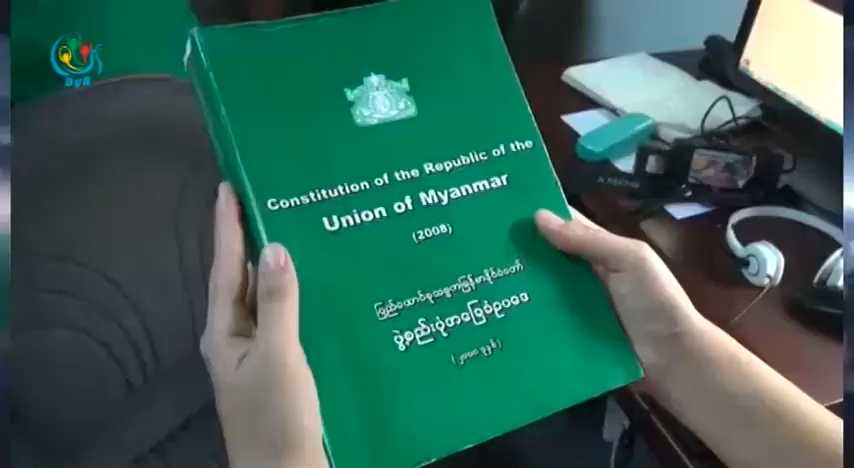 DVB
Constitution of the Republic of the
Union of Myanmar
(2008)
ပြည်ထောင်စုသမ္မတမြန်မာနိုင်ငံတော်
ဖွဲ့စည်းပုံအခြေခံဥပဒေ
(၂၀၀၈ ခုနှစ်)